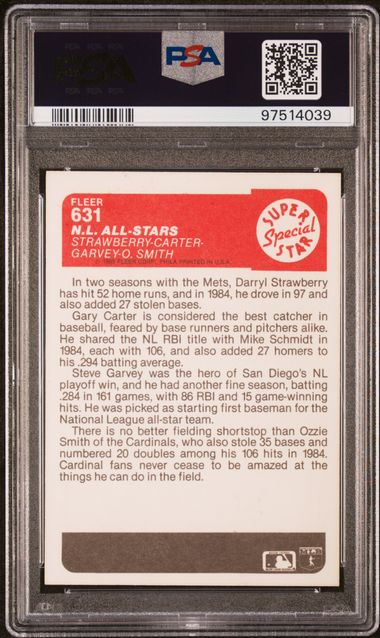 PSA
97514039
FLEER
631
N.L. ALL-STARS
STRAWBERRY-CARTER-
GARVEY-O. SMITH
© 1985 FLEER CORP., PHILA PRINTED IN U.S.A.
SUPER
Special
STAR
In two seasons with the Mets, Darryl Strawberry
has hit 52 home runs, and in 1984, he drove in 97 and
also added 27 stolen bases.
Gary Carter is considered the best catcher in
baseball, feared by base runners and pitchers alike.
He shared the NL RBI title with Mike Schmidt in
1984, each with 106, and also added 27 homers to
his .294 batting average.
Steve Garvey was the hero of San Diego's NL
playoff win, and he had another fine season, batting
.284 in 161 games, with 86 RBI and 15 game-winning
hits. He was picked as starting first baseman for the
National League all-star team.
There is no better fielding shortstop than Ozzie
Smith of the Cardinals, who also stole 35 bases and
numbered 20 doubles among his 106 hits in 1984.
Cardinal fans never cease to be amazed at the
things he can do in the field.